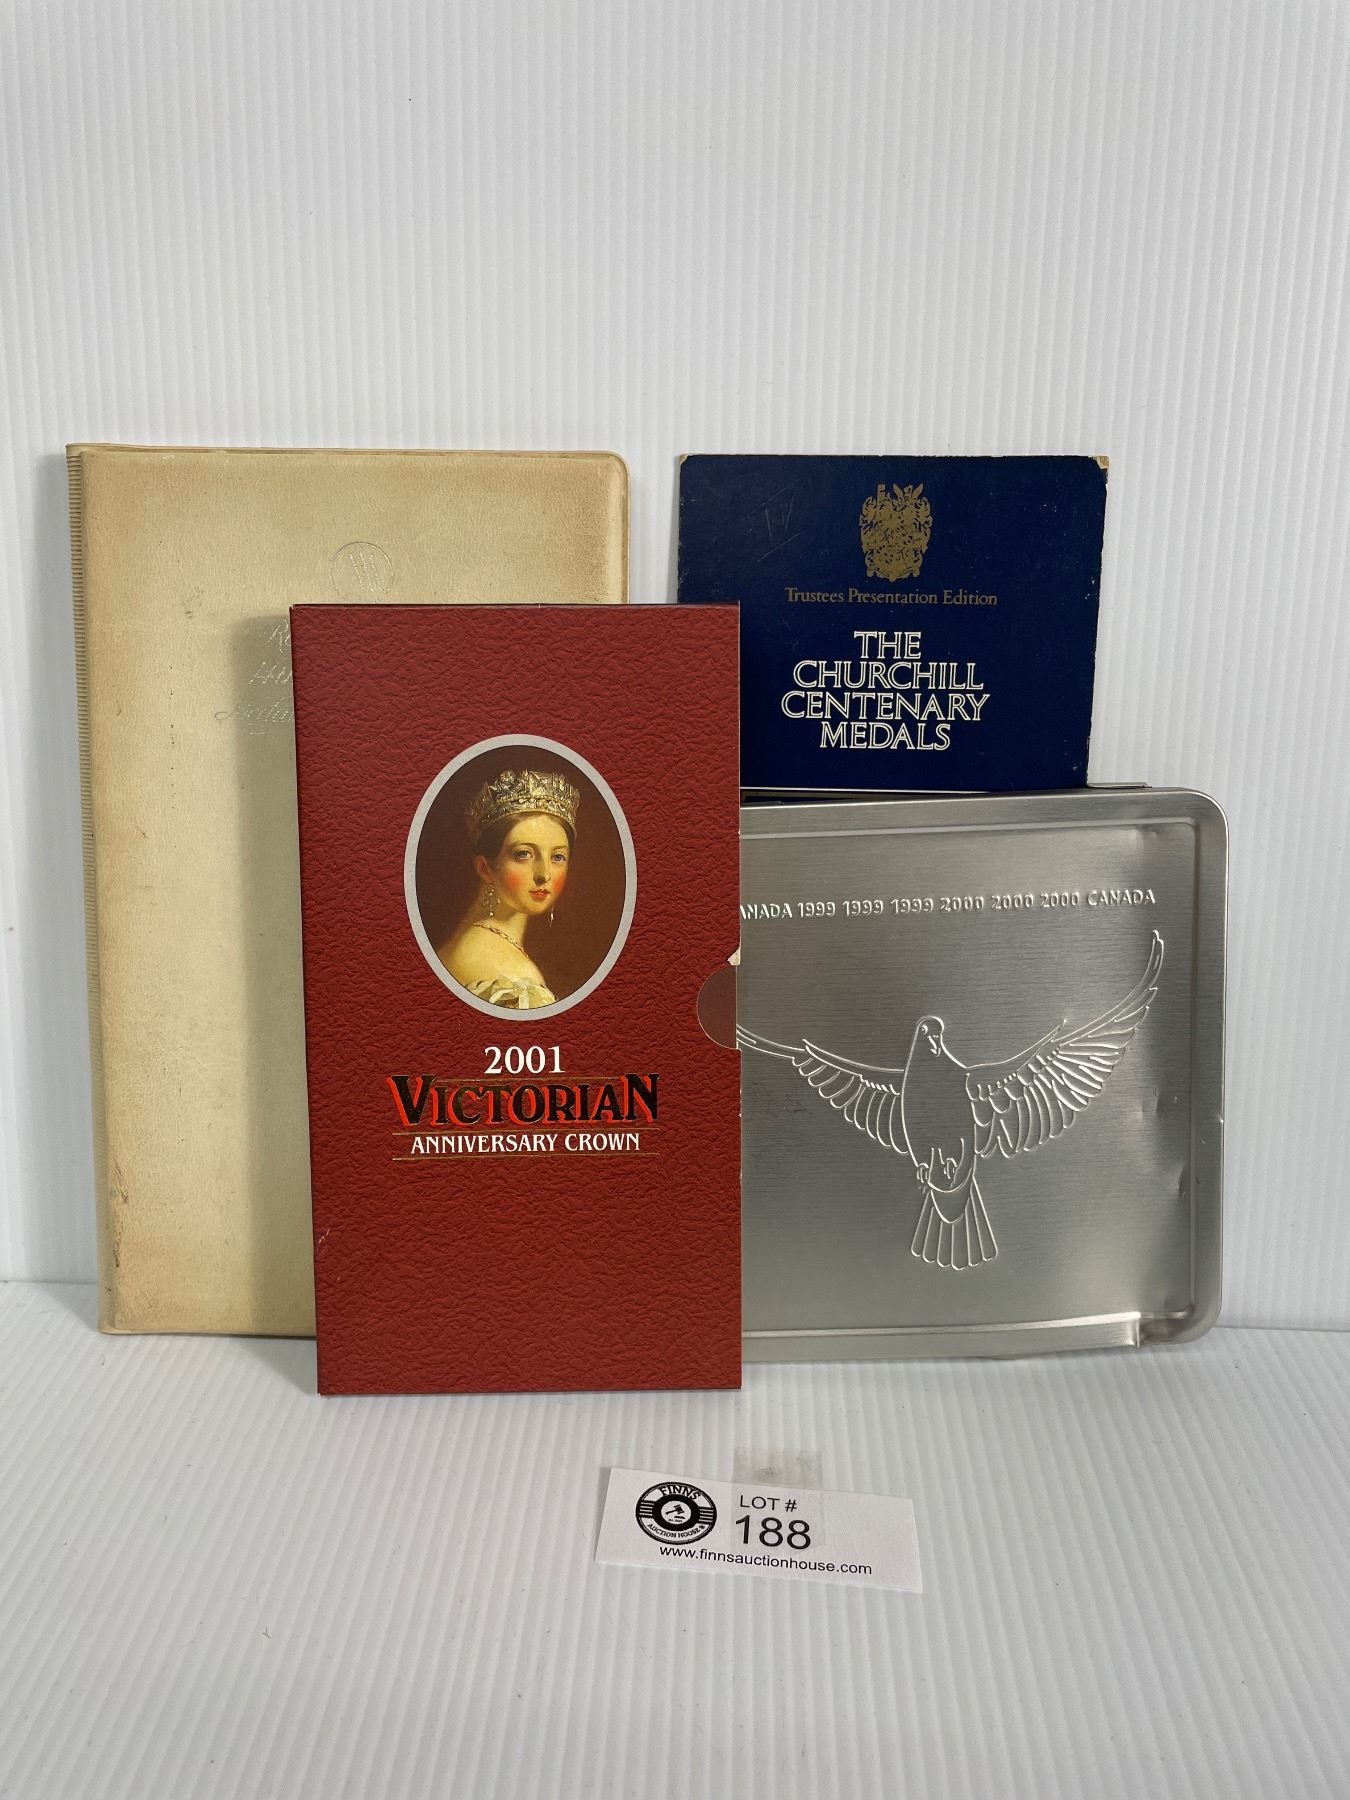 Trustees Presentation Edition
THE
CHURCHILL
CENTENARY
MEDALS
2001
VICTORIAN
ANNIVERSARY CROWN
1999 1999 1999 2000 2000 2000 CANADA
FINNS
AUCTION HOUSE
LOT #
188
www.finnsauctionhouse.com